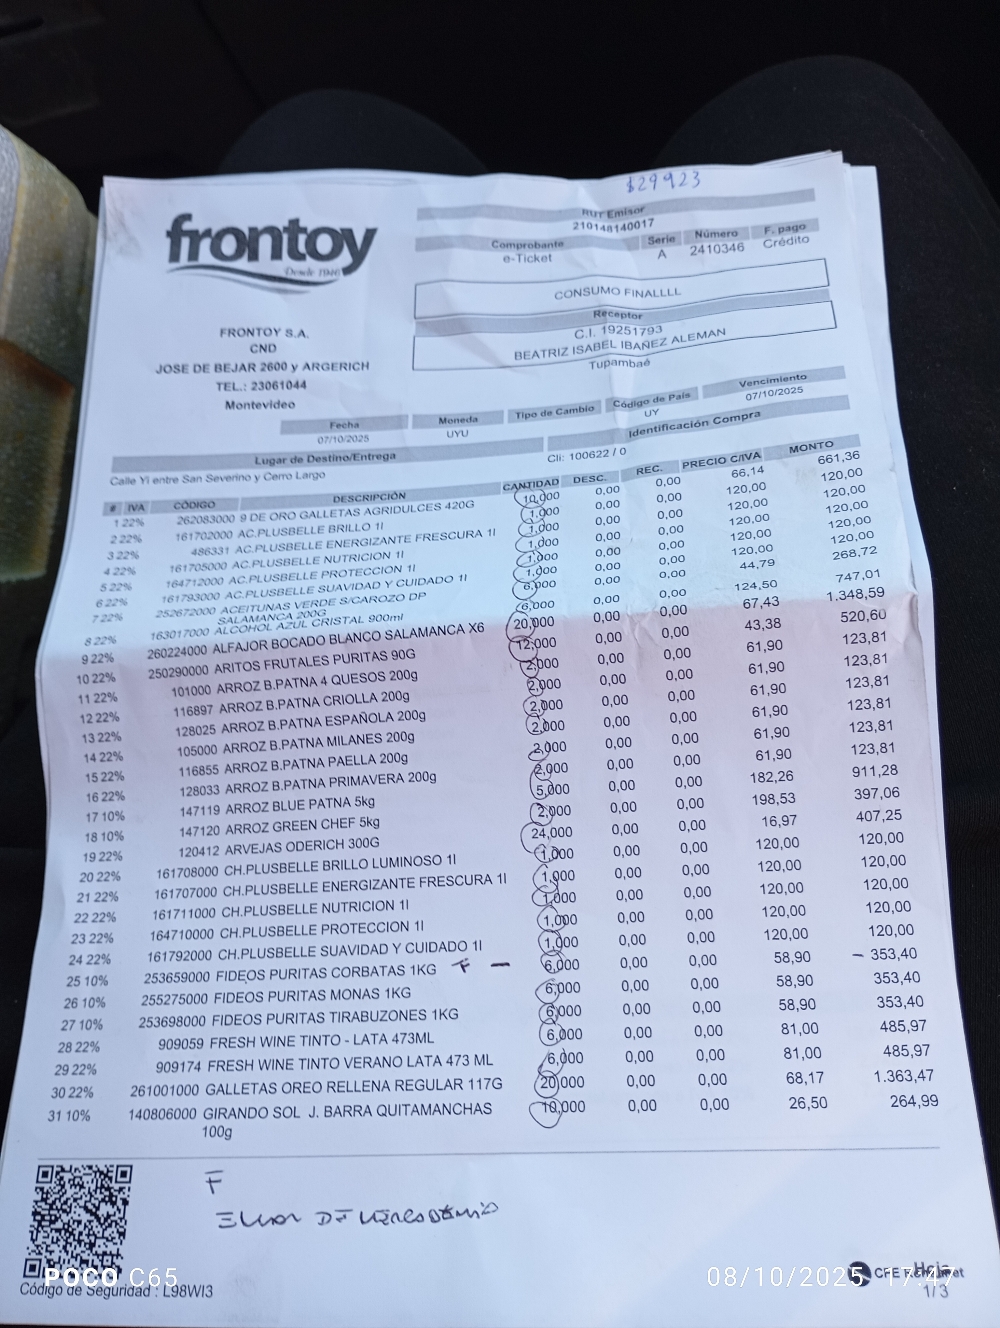 $29923
frontoy
Desde 1940
RUT Emisor
210148140017
Comprobante Serie Número F. pago
e-Ticket A 2410346 Crédito
CONSUMO FINALLLL
Receptor
C.I. 19251793
BEATRIZ ISABEL IBAÑEZ ALEMAN
Tupambaé
FRONTOY S.A.
CND
JOSE DE BEJAR 2600 y ARGERICH
TEL.: 23061044
Montevideo
Fecha Moneda Tipo de Cambio Código de País Vencimiento
07/10/2025 UYU UY 07/10/2025
Lugar de Destino/Entrega Identificación Compra
Calle Yi entre San Severino y Cerro Largo Cli: 100622 / 0
# IVA CÓDIGO DESCRIPCIÓN CANTIDAD DESC. REC. PRECIO C/IVA MONTO
1 22% 262083000 9 DE ORO GALLETAS AGRIDULCES 420G 10,000 0,00 0,00 66,14 661,36
2 22% 161702000 AC.PLUSBELLE BRILLO 1l 1,000 0,00 0,00 120,00 120,00
3 22% 486331 AC.PLUSBELLE ENERGIZANTE FRESCURA 1l 1,000 0,00 0,00 120,00 120,00
4 22% 161705000 AC.PLUSBELLE NUTRICION 1l 1,000 0,00 0,00 120,00 120,00
5 22% 164712000 AC.PLUSBELLE PROTECCION 1l 1,000 0,00 0,00 120,00 120,00
6 22% 161793000 AC.PLUSBELLE SUAVIDAD Y CUIDADO 1l 1,000 0,00 0,00 120,00 120,00
7 22% 252672000 ACEITUNAS VERDE S/CAROZO DP 6,000 0,00 0,00 44,79 268,72
SALAMANCA 200G
8 22% 163017000 ALCOHOL AZUL CRISTAL 900ml 6,000 0,00 0,00 124,50 747,01
9 22% 260224000 ALFAJOR BOCADO BLANCO SALAMANCA X6 20,000 0,00 0,00 67,43 1.348,59
10 22% 250290000 ARITOS FRUTALES PURITAS 90G 12,000 0,00 0,00 43,38 520,60
11 22% 101000 ARROZ B.PATNA 4 QUESOS 200g 2,000 0,00 0,00 61,90 123,81
12 22% 116897 ARROZ B.PATNA CRIOLLA 200g 2,000 0,00 0,00 61,90 123,81
13 22% 128025 ARROZ B.PATNA ESPAÑOLA 200g 2,000 0,00 0,00 61,90 123,81
14 22% 105000 ARROZ B.PATNA MILANES 200g 2,000 0,00 0,00 61,90 123,81
15 22% 116855 ARROZ B.PATNA PAELLA 200g 2,000 0,00 0,00 61,90 123,81
16 22% 128033 ARROZ B.PATNA PRIMAVERA 200g 2,000 0,00 0,00 61,90 123,81
17 10% 147119 ARROZ BLUE PATNA 5kg 5,000 0,00 0,00 182,26 911,28
18 10% 147120 ARROZ GREEN CHEF 5kg 2,000 0,00 0,00 198,53 397,06
19 22% 120412 ARVEJAS ODERICH 300G 24,000 0,00 0,00 16,97 407,25
20 22% 161708000 CH.PLUSBELLE BRILLO LUMINOSO 1l 1,000 0,00 0,00 120,00 120,00
21 22% 161707000 CH.PLUSBELLE ENERGIZANTE FRESCURA 1l 1,000 0,00 0,00 120,00 120,00
22 22% 161711000 CH.PLUSBELLE NUTRICION 1l 1,000 0,00 0,00 120,00 120,00
23 22% 164710000 CH.PLUSBELLE PROTECCION 1l 1,000 0,00 0,00 120,00 120,00
24 22% 161792000 CH.PLUSBELLE SUAVIDAD Y CUIDADO 1l 1,000 0,00 0,00 120,00 120,00
25 10% 253659000 FIDEOS PURITAS CORBATAS 1KG F - 6,000 0,00 0,00 58,90 - 353,40
26 10% 255275000 FIDEOS PURITAS MONAS 1KG 6,000 0,00 0,00 58,90 353,40
27 10% 253698000 FIDEOS PURITAS TIRABUZONES 1KG 6,000 0,00 0,00 58,90 353,40
28 22% 909059 FRESH WINE TINTO - LATA 473ML 6,000 0,00 0,00 81,00 485,97
29 22% 909174 FRESH WINE TINTO VERANO LATA 473 ML 6,000 0,00 0,00 81,00 485,97
30 22% 261001000 GALLETAS OREO RELLENA REGULAR 117G 20,000 0,00 0,00 68,17 1.363,47
31 10% 140806000 GIRANDO SOL J. BARRA QUITAMANCHAS 10,000 0,00 0,00 26,50 264,99
100g
F
DE
Código de Seguridad : L98WI3
CFE
1/3
POCO C65
08/10/2025 17:47